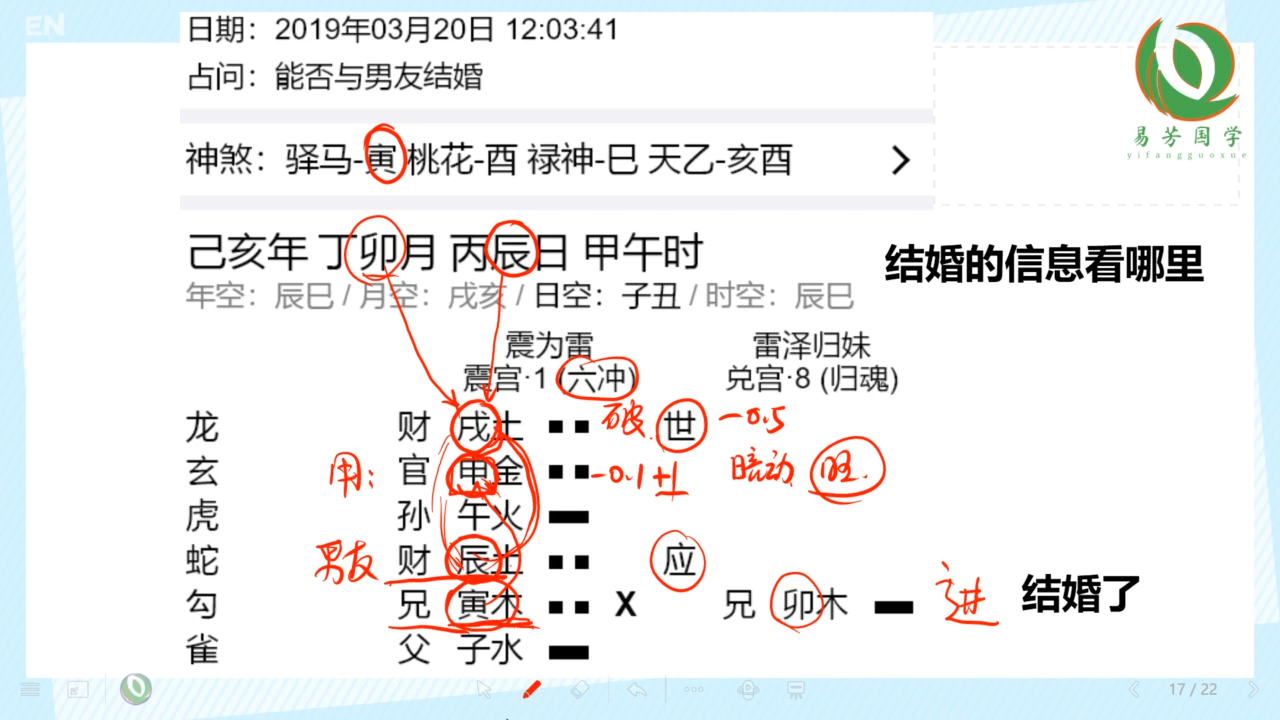 EN
日期：2019年03月20日 12:03:41
占问：能否与男友结婚
易芳国学
yifangguoxue
神煞：驿马-寅 桃花-酉 禄神-巳 天乙-亥酉
己亥年 丁卯月 丙辰日 甲午时
结婚的信息看哪里
年空：辰巳 / 月空：戌亥 / 日空：子丑 / 时空：辰巳
震为雷 雷泽归妹
震宫·1 (六冲) 兑宫·8 (归魂)
龙 财 戌土 破 世 -0.5
玄 用： 官 申金 -0.1+1 暗动 旺
虎 孙 午火
蛇 男友 财 辰土 应
勾 兄 寅木 X 兄 卯木 进 结婚了
雀 父 子水
17 / 22